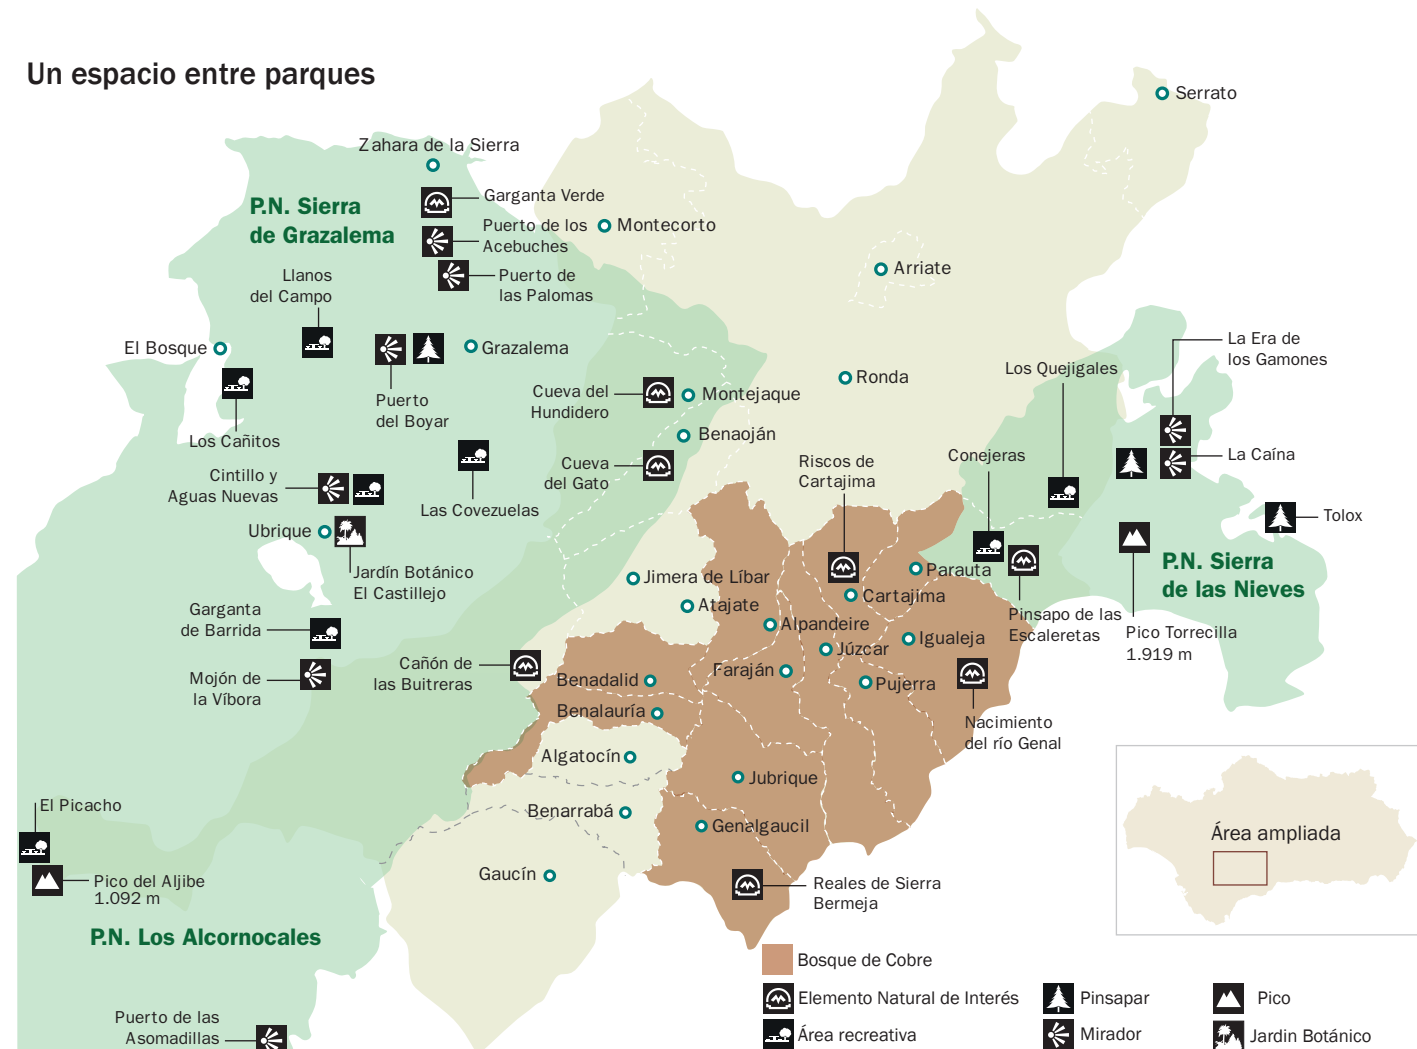 Un espacio entre parques
Serrato
Zahara de la Sierra
Garganta Verde
P.N. Sierra
de Grazalema
Puerto de los
Acebuches
Montecorto
Puerto de
las Palomas
Arriate
Llanos
del Campo
El Bosque
Grazalema
La Era de
los Gamones
Los Quejigales
Ronda
Cueva del
Hundidero
Montejaque
Puerto
del Boyar
Los Cañitos
Benaoján
Conejeras
La Caína
Riscos de
Cartajima
Cueva
del Gato
Cintillo y
Aguas Nuevas
Las Covezuelas
Tolox
Ubrique
P.N. Sierra
de las Nieves
Jardín Botánico
El Castillejo
Jimera de Líbar
Parauta
Cartajima
Atajate
Garganta
de Barrida
Alpandeire
Pinsapo de las
Escaleretas
Igualeja
Pico Torrecilla
1.919 m
Júzcar
Cañón de
las Buitreras
Faraján
Benadalid
Pujerra
Mojón de
la Víbora
Benalauría
Nacimiento
del río Genal
Algatocín
Jubrique
El Picacho
Benarrabá
Genalgaucil
Área ampliada
Gaucín
Pico del Aljibe
1.092 m
Reales de Sierra
Bermeja
P.N. Los Alcornocales
Bosque de Cobre
Elemento Natural de Interés
Pinsapar
Pico
Puerto de las
Asomadillas
Área recreativa
Mirador
Jardin Botánico